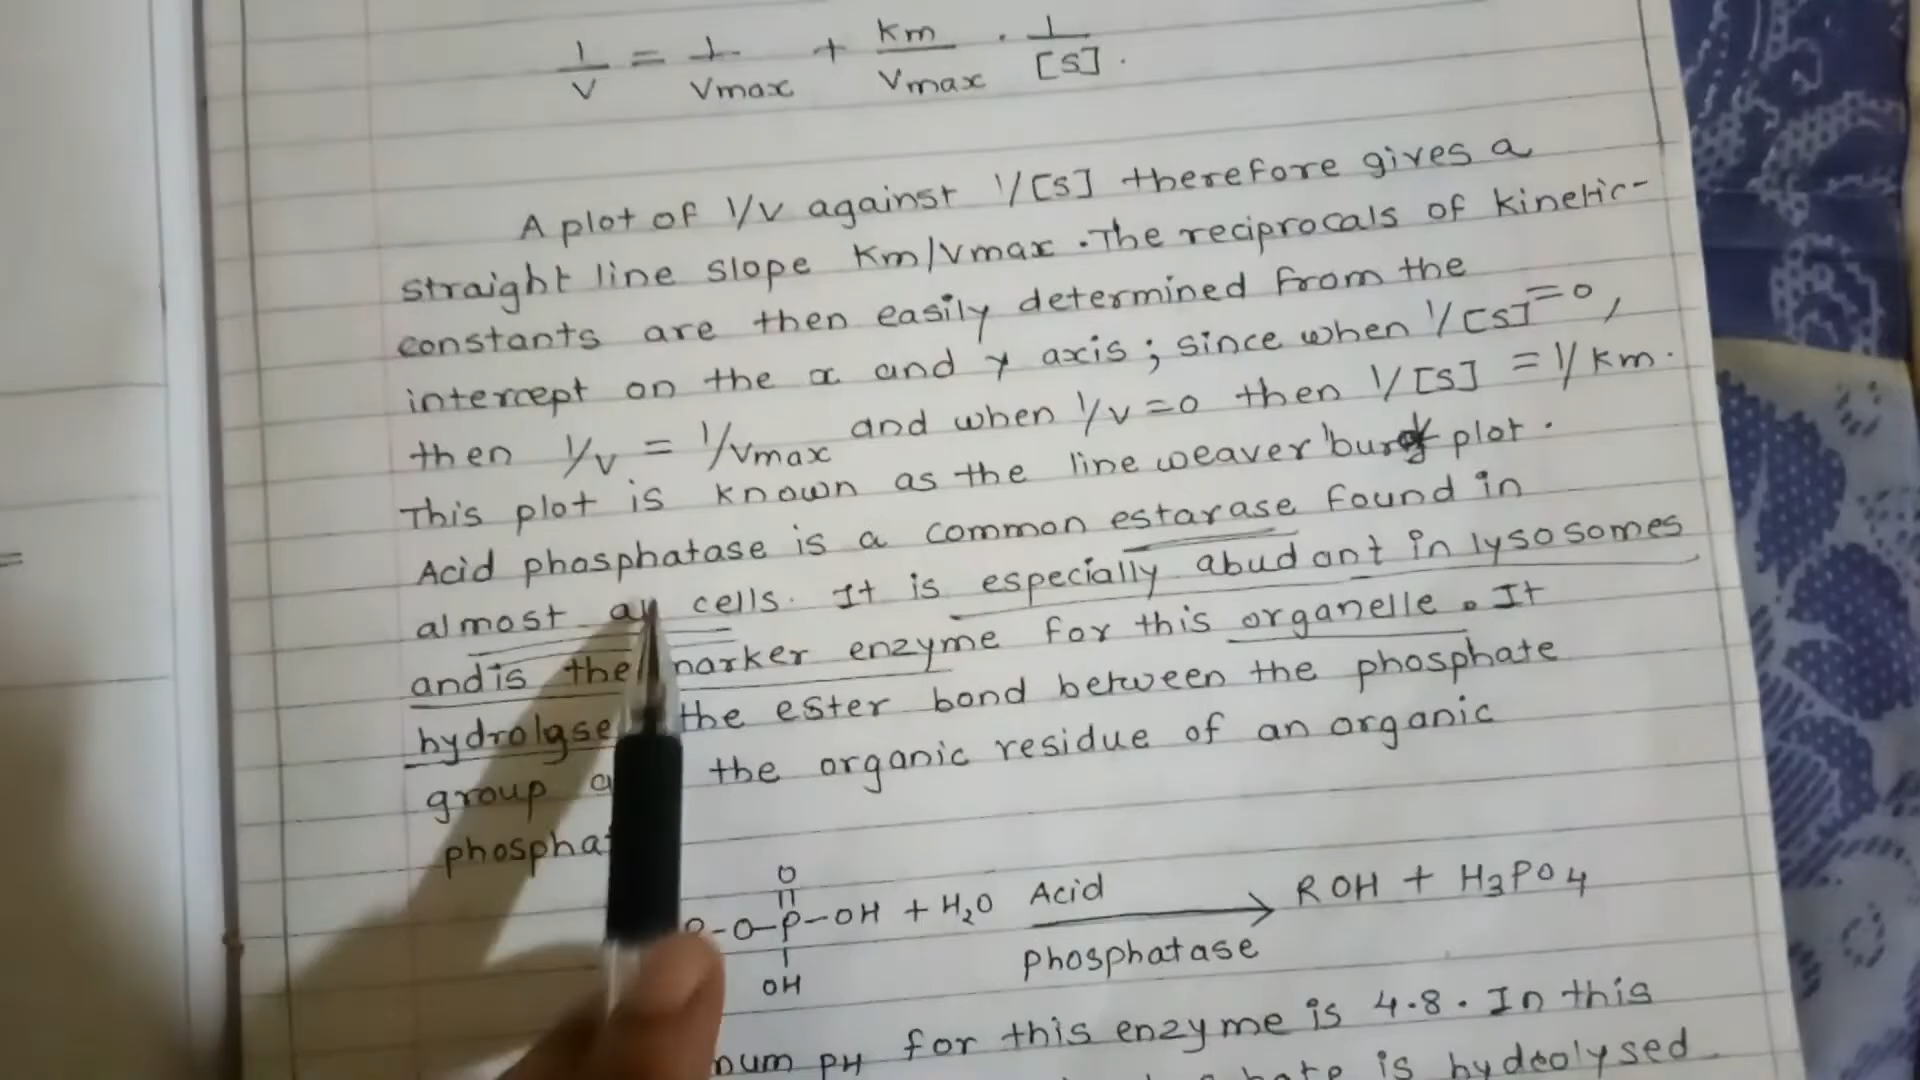 1/V = 1/Vmax + Km/Vmax · 1/[S].
A plot of 1/V against 1/[S] therefore gives a
straight line slope Km/Vmax. The reciprocals of kinetic-
constants are then easily determined from the
intercept on the x and y axis; since when 1/[S]=0,
then 1/V = 1/Vmax and when 1/V=0 then 1/[S] = 1/Km.
This plot is known as the line weaver plot.
Acid phosphatase is a common estarase found in
almost cells. It is especially abudant in lysosomes
and is the marker enzyme for this organelle. It
hydrolase the ester bond between the phosphate
group the organic residue of an organic
O
-O-P-OH + H2O Acid phosphatase → ROH + H3PO4
OH
PH for this enzyme is 4.8. In this
is hydolysed
=